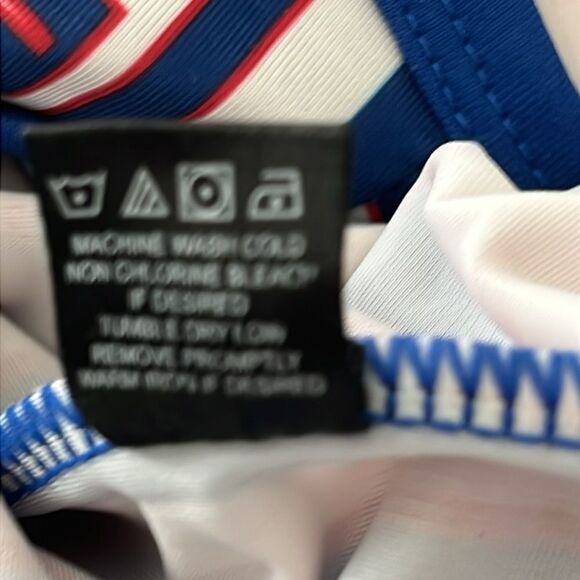 MACHINE WASH COLD
NON CHLORINE BLEACH
IF DESIRED
TUMBLE DRY LOW
REMOVE PROMPTLY
WARM IRON IF DESIRED